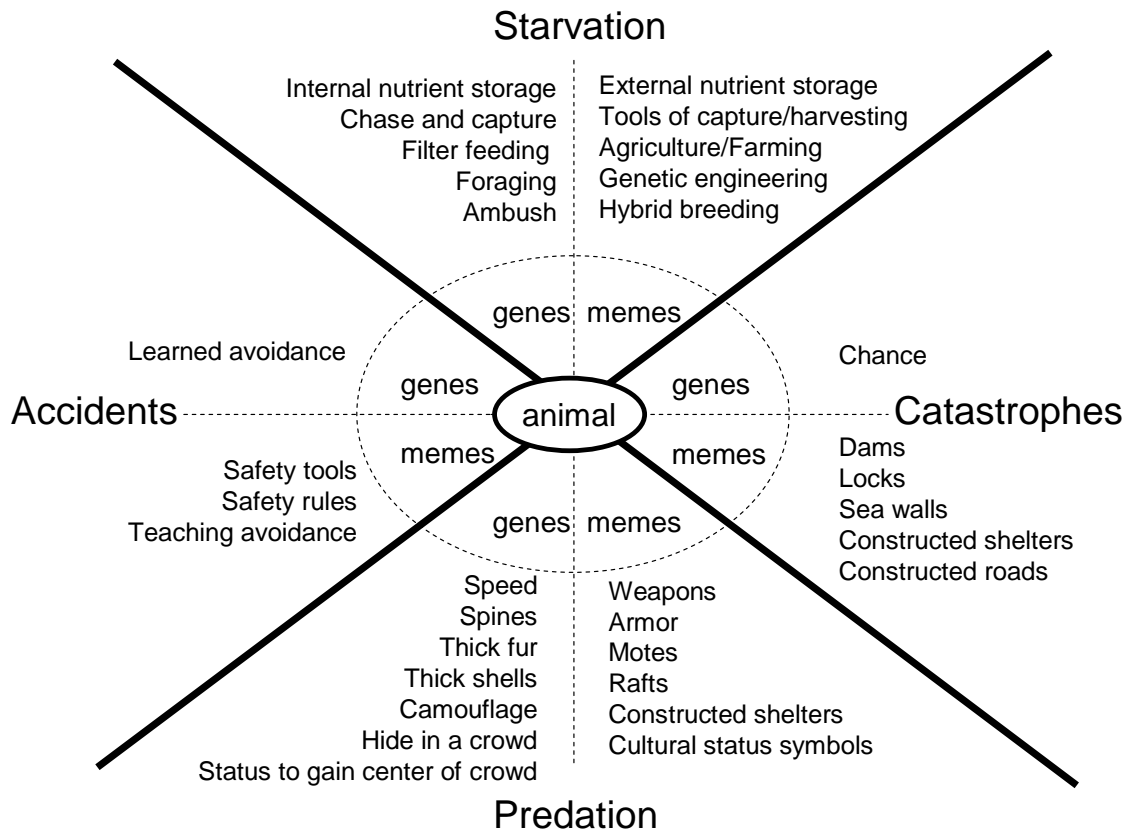 Starvation
Internal nutrient storage
Chase and capture
Filter feeding
Foraging
Ambush
External nutrient storage
Tools of capture/harvesting
Agriculture/Farming
Genetic engineering
Hybrid breeding
genes memes
Learned avoidance
genes
Accidents
memes
Safety tools
Safety rules
Teaching avoidance
animal
Chance
genes
Catastrophes
memes
Dams
Locks
Sea walls
Constructed shelters
Constructed roads
genes memes
Speed
Spines
Thick fur
Thick shells
Camouflage
Hide in a crowd
Status to gain center of crowd
Weapons
Armor
Motes
Rafts
Constructed shelters
Cultural status symbols
Predation